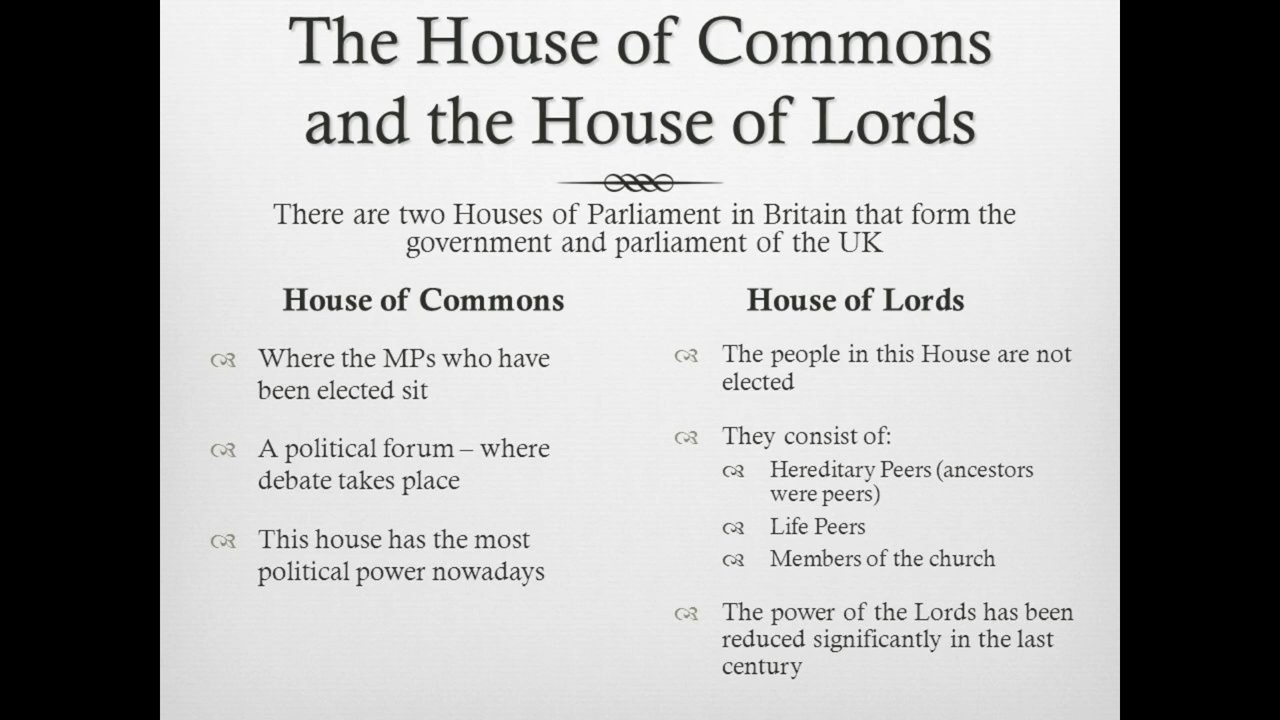 The House of Commons
and the House of Lords
There are two Houses of Parliament in Britain that form the
government and parliament of the UK
House of Commons
Where the MPs who have
been elected sit
A political forum – where
debate takes place
This house has the most
political power nowadays
House of Lords
The people in this House are not
elected
They consist of:
Hereditary Peers (ancestors
were peers)
Life Peers
Members of the church
The power of the Lords has been
reduced significantly in the last
century